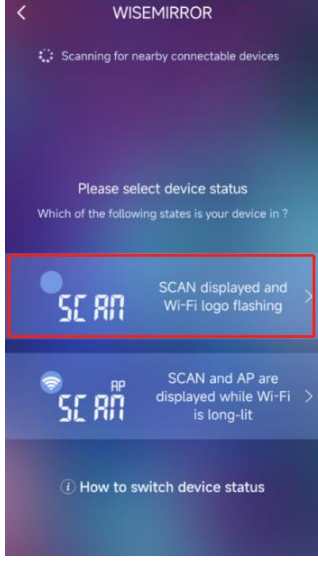 WISEMIRROR
Scanning for nearby connectable devices
Please select device status
Which of the following states is your device in ?
SCAN
SCAN displayed and
Wi-Fi logo flashing
AP
SCAN
SCAN and AP are
displayed while Wi-Fi
is long-lit
How to switch device status